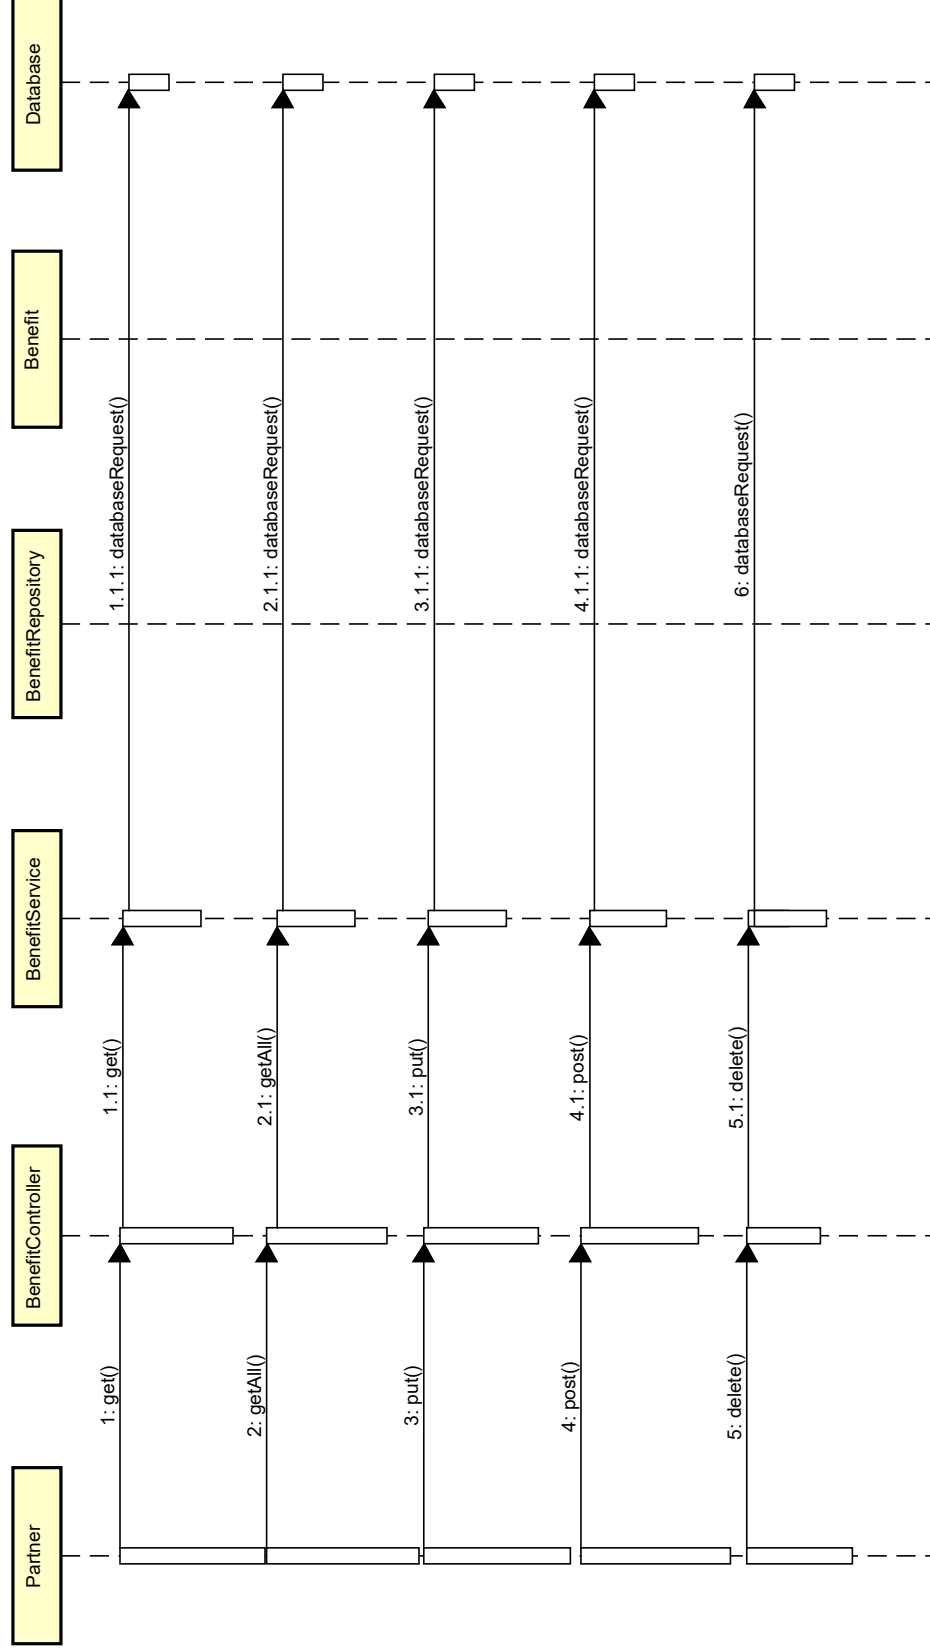 Partner
BenefitController
BenefitService
BenefitRepository
Benefit
Database
1: get()
1.1: get()
1.1.1: databaseRequest()
2: getAll()
2.1: getAll()
2.1.1: databaseRequest()
3: put()
3.1: put()
3.1.1: databaseRequest()
4: post()
4.1: post()
4.1.1: databaseRequest()
5: delete()
5.1: delete()
6: databaseRequest()